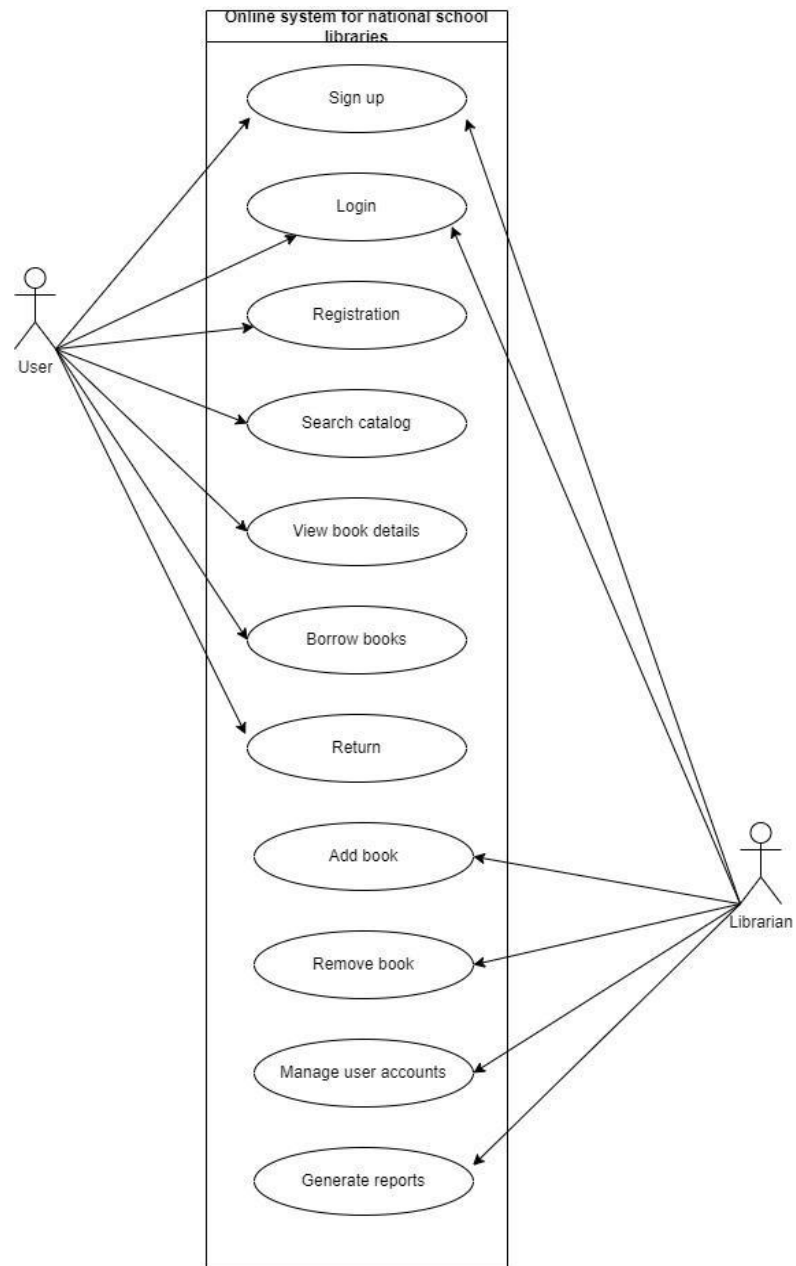 Online system for national school
libraries
Sign up
Login
Registration
User
Search catalog
View book details
Borrow books
Return
Add book
Librarian
Remove book
Manage user accounts
Generate reports